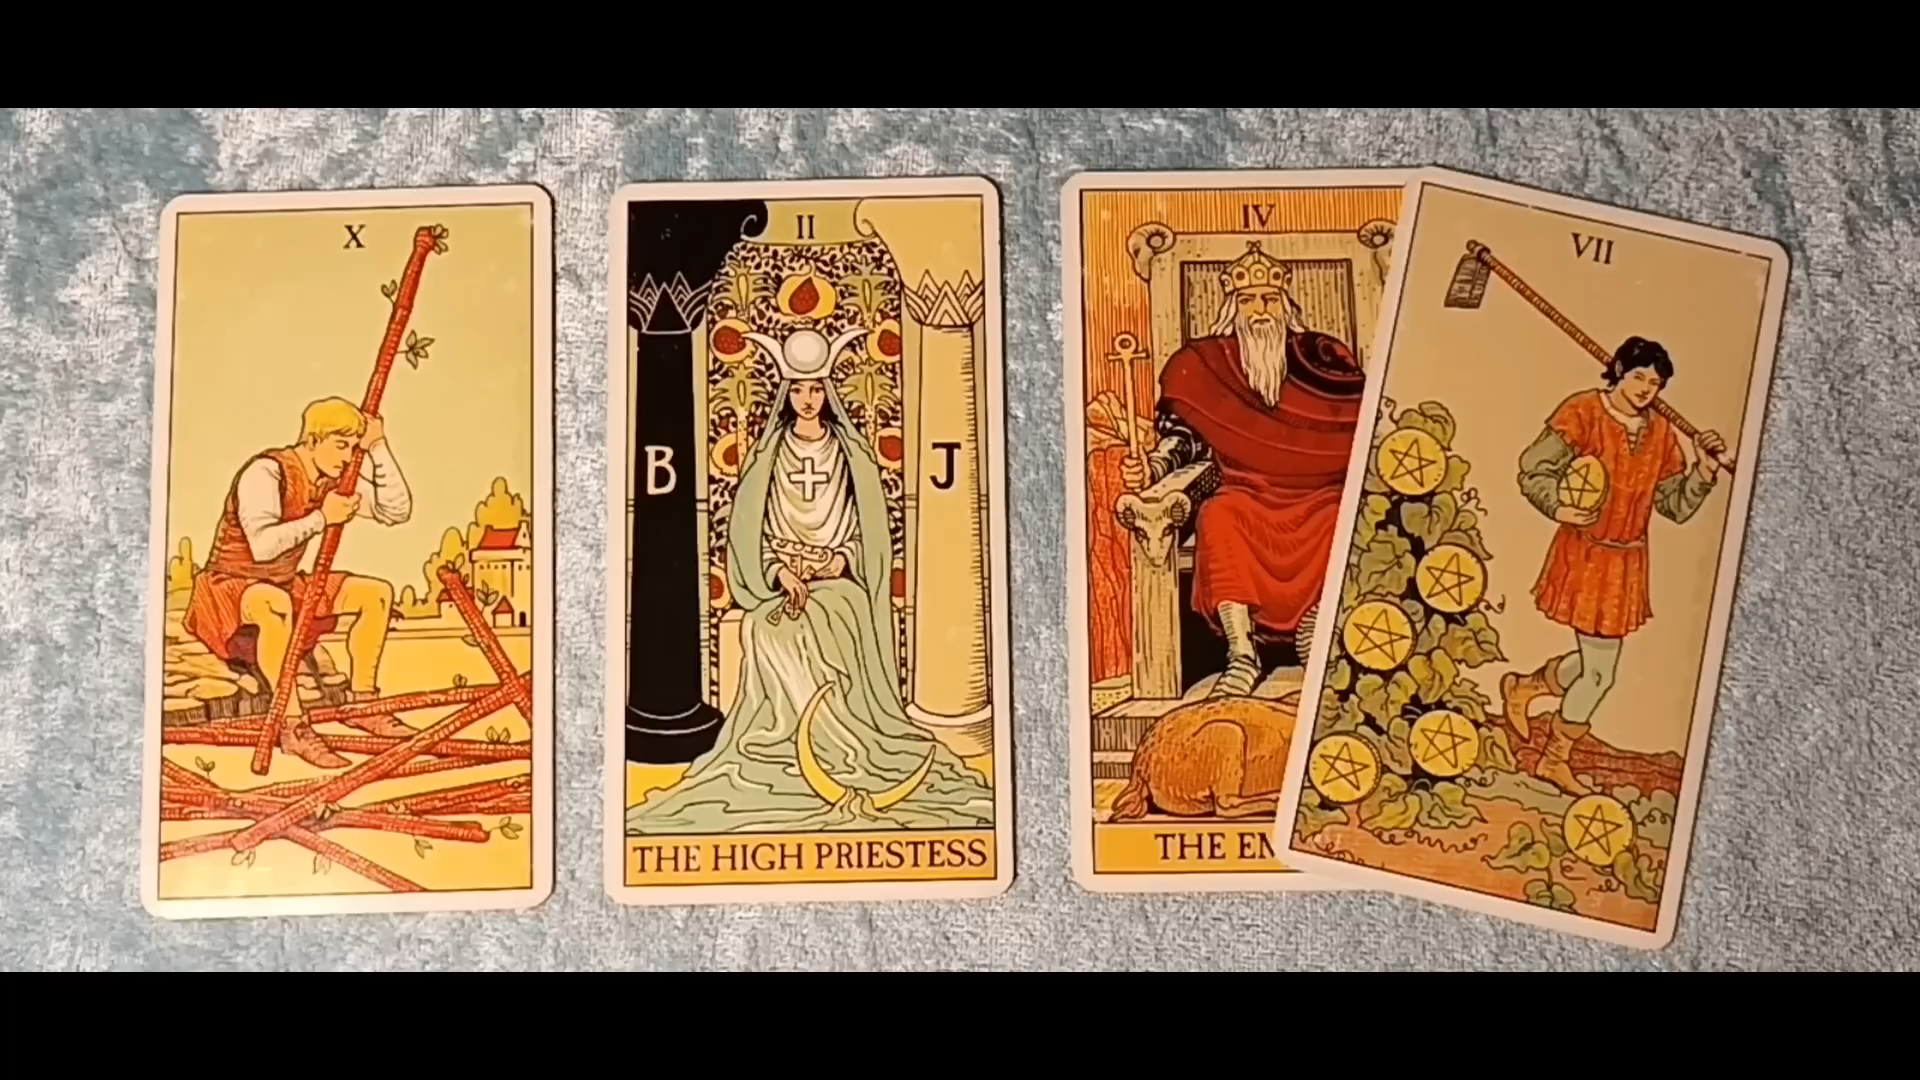 X
II
B
J
THE HIGH PRIESTESS
IV
THE EM
VII